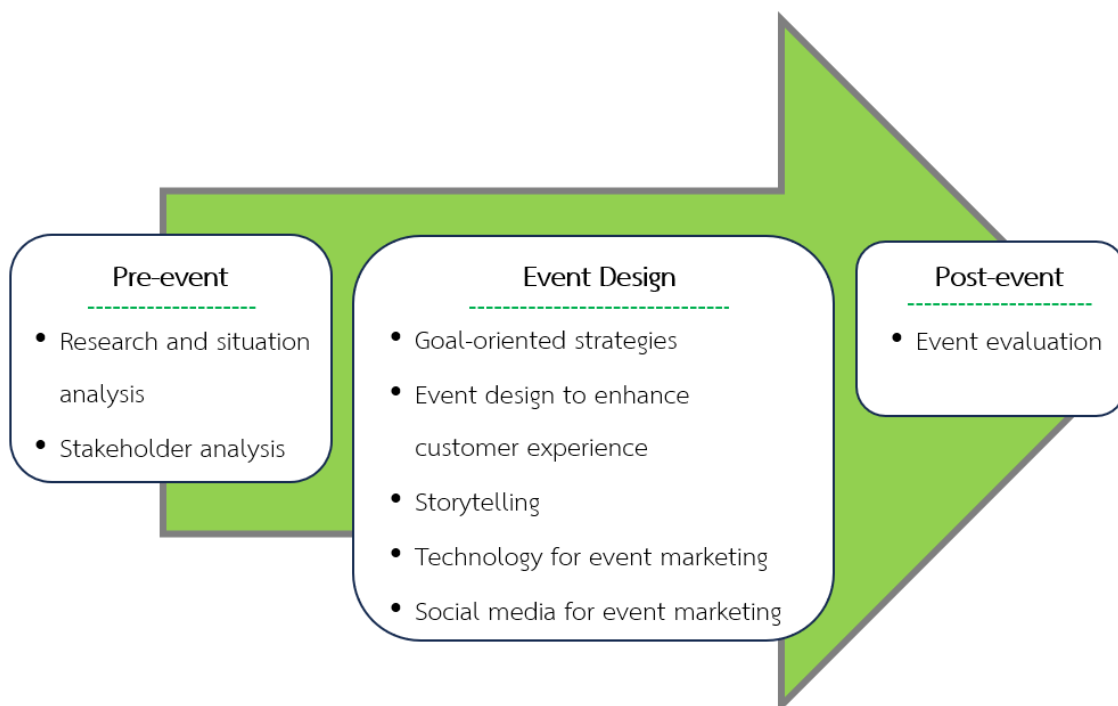 Pre-event
• Research and situation
analysis
• Stakeholder analysis
Event Design
• Goal-oriented strategies
• Event design to enhance
customer experience
• Storytelling
• Technology for event marketing
• Social media for event marketing
Post-event
• Event evaluation